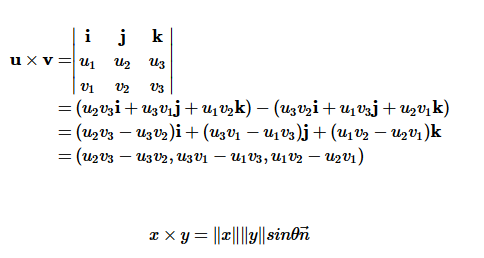 i j k
u × v = | u₁ u₂ u₃ |
v₁ v₂ v₃
= (u₂v₃i + u₃v₁j + u₁v₂k) − (u₃v₂i + u₁v₃j + u₂v₁k)
= (u₂v₃ − u₃v₂)i + (u₃v₁ − u₁v₃)j + (u₁v₂ − u₂v₁)k
= (u₂v₃ − u₃v₂, u₃v₁ − u₁v₃, u₁v₂ − u₂v₁)
x × y = ‖x‖‖y‖sinθn⃗